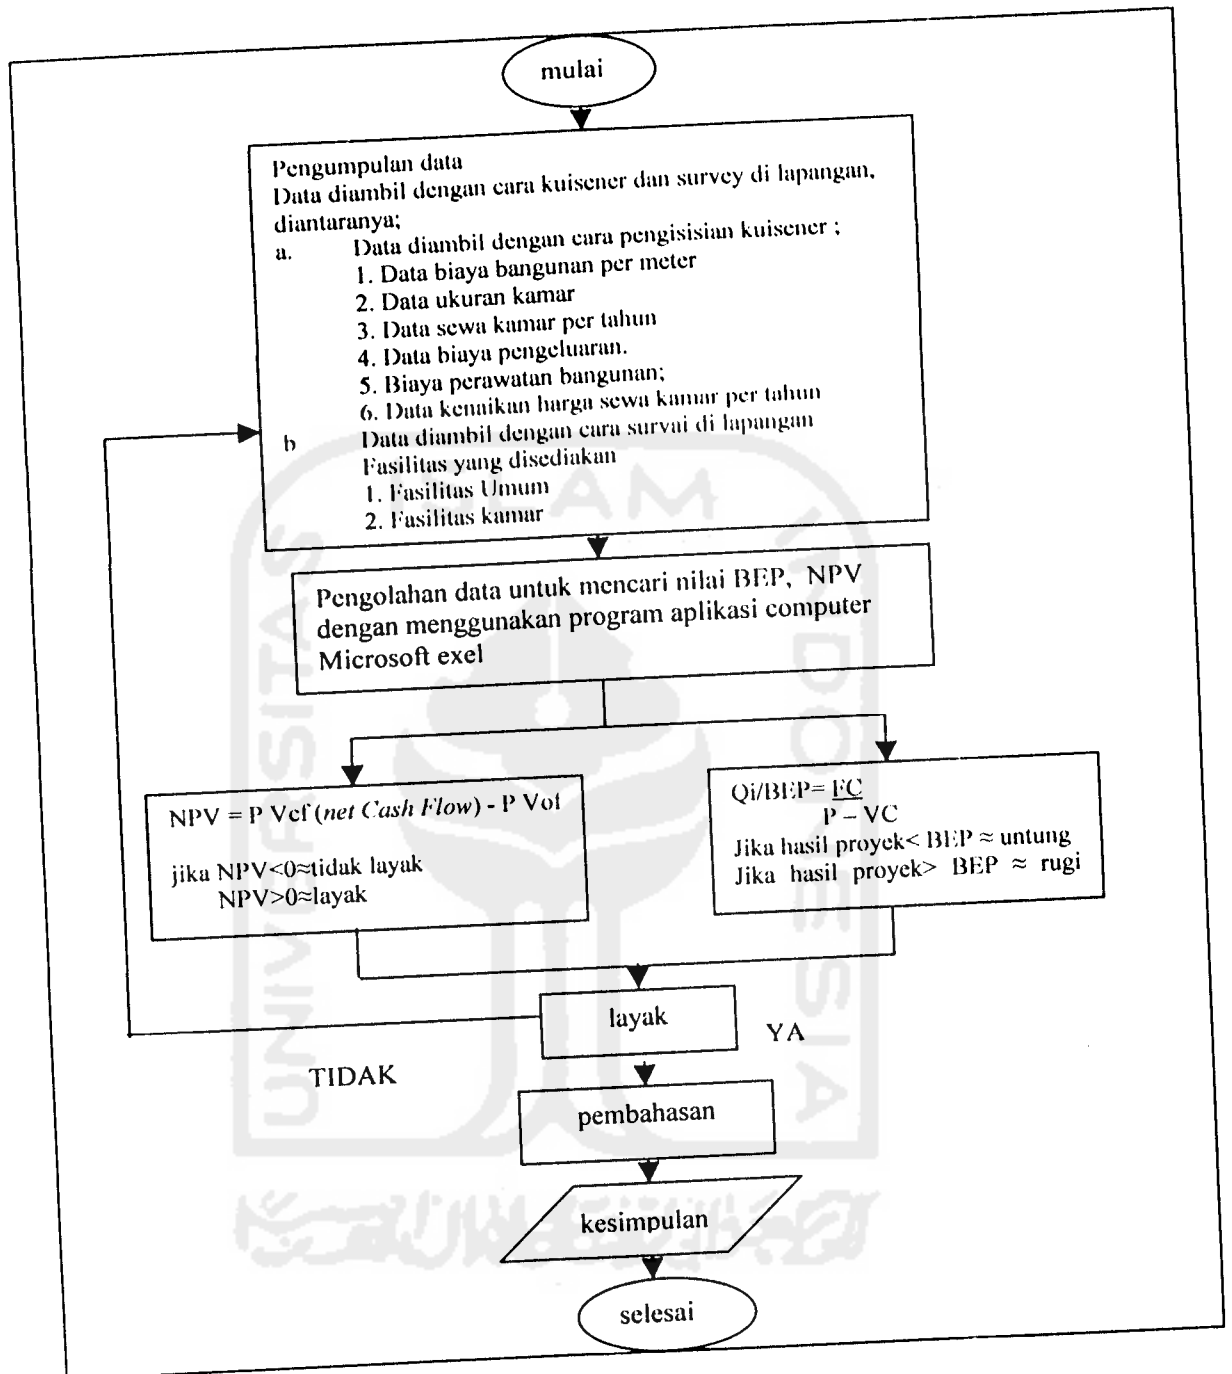 mulai
Pengumpulan data
Data diambil dengan cara kuisener dan survey di lapangan,
diantaranya;
a. Data diambil dengan cara pengisisian kuisener ;
1. Data biaya bangunan per meter
2. Data ukuran kamar
3. Data sewa kamar per tahun
4. Data biaya pengeluaran.
5. Biaya perawatan bangunan;
6. Data kenaikan harga sewa kamar per tahun
b Data diambil dengan cara survai di lapangan
Fasilitas yang disediakan
1. Fasilitas Umum
2. Fasilitas kamar
Pengolahan data untuk mencari nilai BEP, NPV
dengan menggunakan program aplikasi computer
Microsoft exel
NPV = P Vcf (net Cash Flow) - P Vof
jika NPV<0≈tidak layak
NPV>0≈layak
Qi/BEP= FC
P – VC
Jika hasil proyek< BEP ≈ untung
Jika hasil proyek> BEP ≈ rugi
layak
YA
TIDAK
pembahasan
kesimpulan
selesai
UNIVERSITAS
ISLAM
INDONESIA